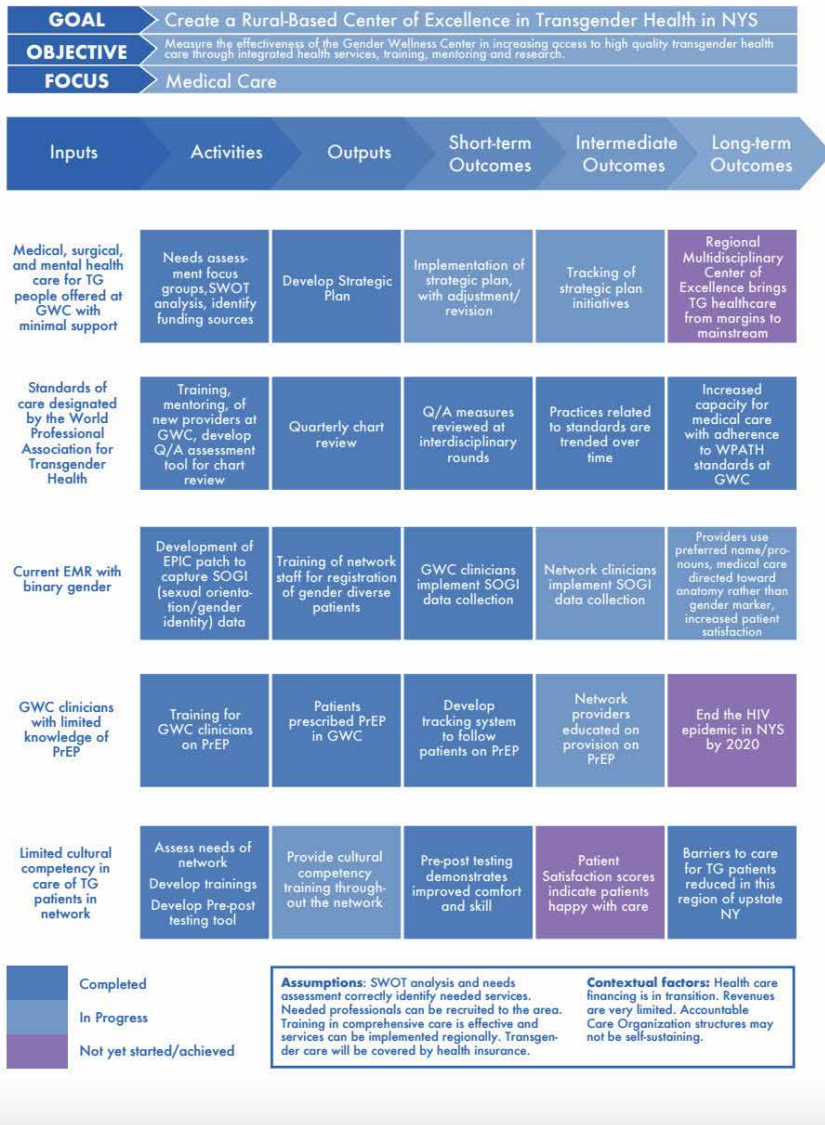 GOAL
Create a Rural-Based Center of Excellence in Transgender Health in NYS
OBJECTIVE
Measure the effectiveness of the Gender Wellness Center in increasing access to high quality transgender health
care through integrated health services, training, mentoring and research.
FOCUS
Medical Care
Inputs
Activities
Outputs
Short-term
Outcomes
Intermediate
Outcomes
Long-term
Outcomes
Medical, surgical,
and mental health
care for TG
people offered at
GWC with
minimal support
Needs assess-
ment focus
groups,SWOT
analysis, identify
funding sources
Develop Strategic
Plan
Implementation of
strategic plan,
with adjustment/
revision
Tracking of
strategic plan
initiatives
Regional
Multidisciplinary
Center of
Excellence brings
TG healthcare
from margins to
mainstream
Standards of
care designated
by the World
Professional
Association for
Transgender
Health
Training,
mentoring, of
new providers at
GWC, develop
Q/A assessment
tool for chart
review
Quarterly chart
review
Q/A measures
reviewed at
interdisciplinary
rounds
Practices related
to standards are
trended over
time
Increased
capacity for
medical care
with adherence
to WPATH
standards at
GWC
Current EMR with
binary gender
Development of
EPIC patch to
capture SOGI
(sexual orienta-
tion/gender
identity) data
Training of network
staff for registration
of gender diverse
patients
GWC clinicians
implement SOGI
data collection
Network clinicians
implement SOGI
data collection
Providers use
preferred name/pro-
nouns, medical care
directed toward
anatomy rather than
gender marker,
increased patient
satisfaction
GWC clinicians
with limited
knowledge of
PrEP
Training for
GWC clinicians
on PrEP
Patients
prescribed PrEP
in GWC
Develop
tracking system
to follow
patients on PrEP
Network
providers
educated on
provision on
PrEP
End the HIV
epidemic in NYS
by 2020
Limited cultural
competency in
care of TG
patients in
network
Assess needs of
network
Develop trainings
Develop Pre-post
testing tool
Provide cultural
competency
training through-
out the network
Pre-post testing
demonstrates
improved comfort
and skill
Patient
Satisfaction scores
indicate patients
happy with care
Barriers to care
for TG patients
reduced in this
region of upstate
NY
Completed
In Progress
Not yet started/achieved
Assumptions: SWOT analysis and needs
assessment correctly identify needed services.
Needed professionals can be recruited to the area.
Training in comprehensive care is effective and
services can be implemented regionally. Transgen-
der care will be covered by health insurance.
Contextual factors: Health care
financing is in transition. Revenues
are very limited. Accountable
Care Organization structures may
not be self-sustaining.